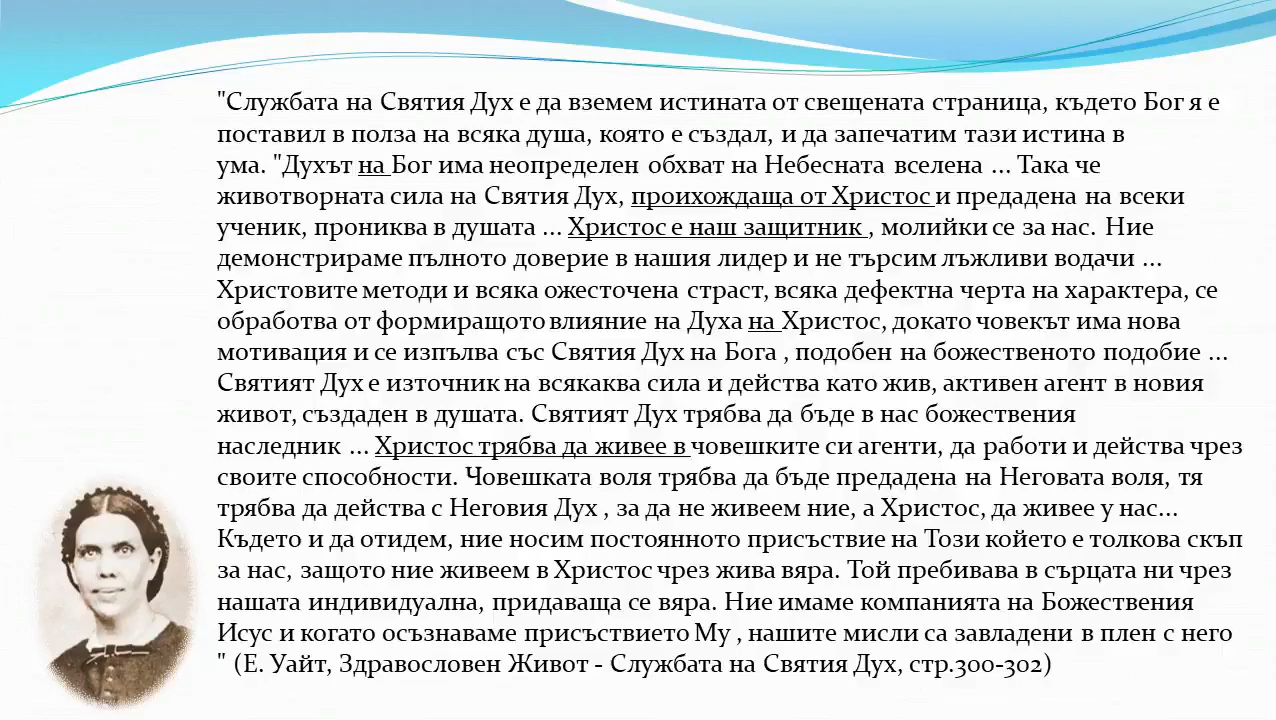 "Службата на Святия Дух е да вземем истината от свещената страница, където Бог я е
поставил в полза на всяка душа, която е създал, и да запечатим тази истина в
ума. "Духът на Бог има неопределен обхват на Небесната вселена ... Така че
животворната сила на Святия Дух, произхождаща от Христос и предадена на всеки
ученик, прониква в душата ... Христос е наш защитник , молийки се за нас. Ние
демонстрираме пълното доверие в нашия лидер и не търсим лъжливи водачи ...
Христовите методи и всяка ожесточена страст, всяка дефектна черта на характера, се
обработва от формиращото влияние на Духа на Христос, докато човекът има нова
мотивация и се изпълва със Святия Дух на Бога , подобен на божественото подобие ...
Святият Дух е източник на всякаква сила и действа като жив, активен агент в новия
живот, създаден в душата. Святият Дух трябва да бъде в нас божествения
наследник ... Христос трябва да живее в човешките си агенти, да работи и действа чрез
своите способности. Човешката воля трябва да бъде предадена на Неговата воля, тя
трябва да действа с Неговия Дух , за да не живеем ние, а Христос, да живее у нас...
Където и да отидем, ние носим постоянното присъствие на Този който е толкова скъп
за нас, защото ние живеем в Христос чрез жива вяра. Той пребивава в сърцата ни чрез
нашата индивидуална, придаваща се вяра. Ние имаме компанията на Божествения
Исус и когато осъзнаваме присъствието Му , нашите мисли са завладени в плен с него
" (Е. Уайт, Здравословен Живот - Службата на Святия Дух, стр.300-302)